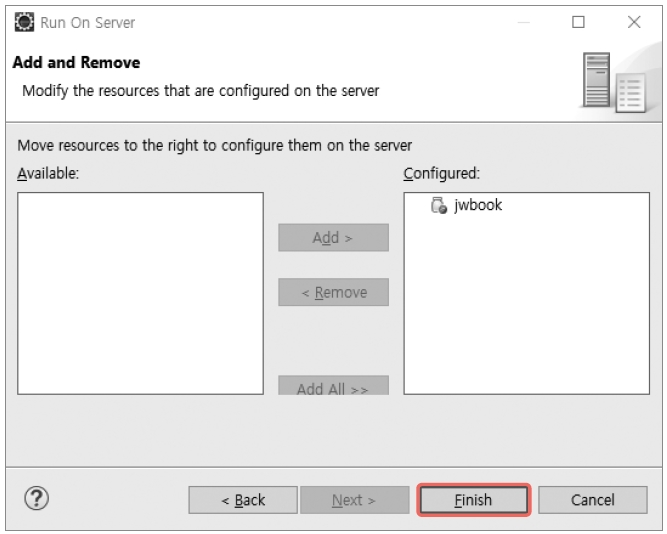 Run On Server
Add and Remove
Modify the resources that are configured on the server
Move resources to the right to configure them on the server
Available:
Configured:
jwbook
Add >
< Remove
Add All >>
?
< Back
Next >
Finish
Cancel